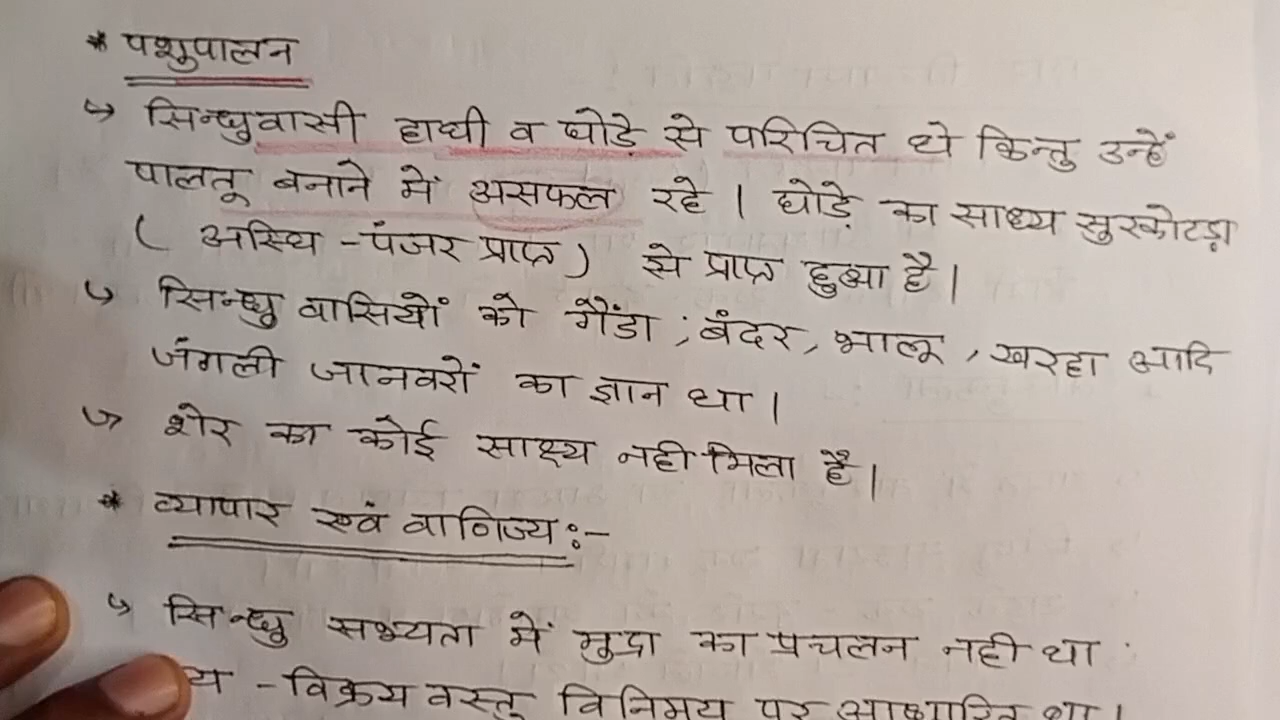 * पशुपालन
↪ सिन्धुवासी हाथी व घोड़े से परिचित थे किन्तु उन्हें
पालतू बनाने में असफल रहे । घोड़े का साक्ष्य सुरकोटड़ा
( अस्थि - पंजर प्राप्त ) से प्राप्त हुआ है ।
↪ सिन्धु वासियों को गैंडा , बंदर , भालू , खरहा आदि
जंगली जानवरों का ज्ञान था ।
↪ शेर का कोई साक्ष्य नही मिला है ।
* व्यापार एवं वाणिज्य :-
↪ सिन्धु सभ्यता में मुद्रा का प्रचलन नही था
- विक्रय वस्तु विनिमय पर आधारित था ।